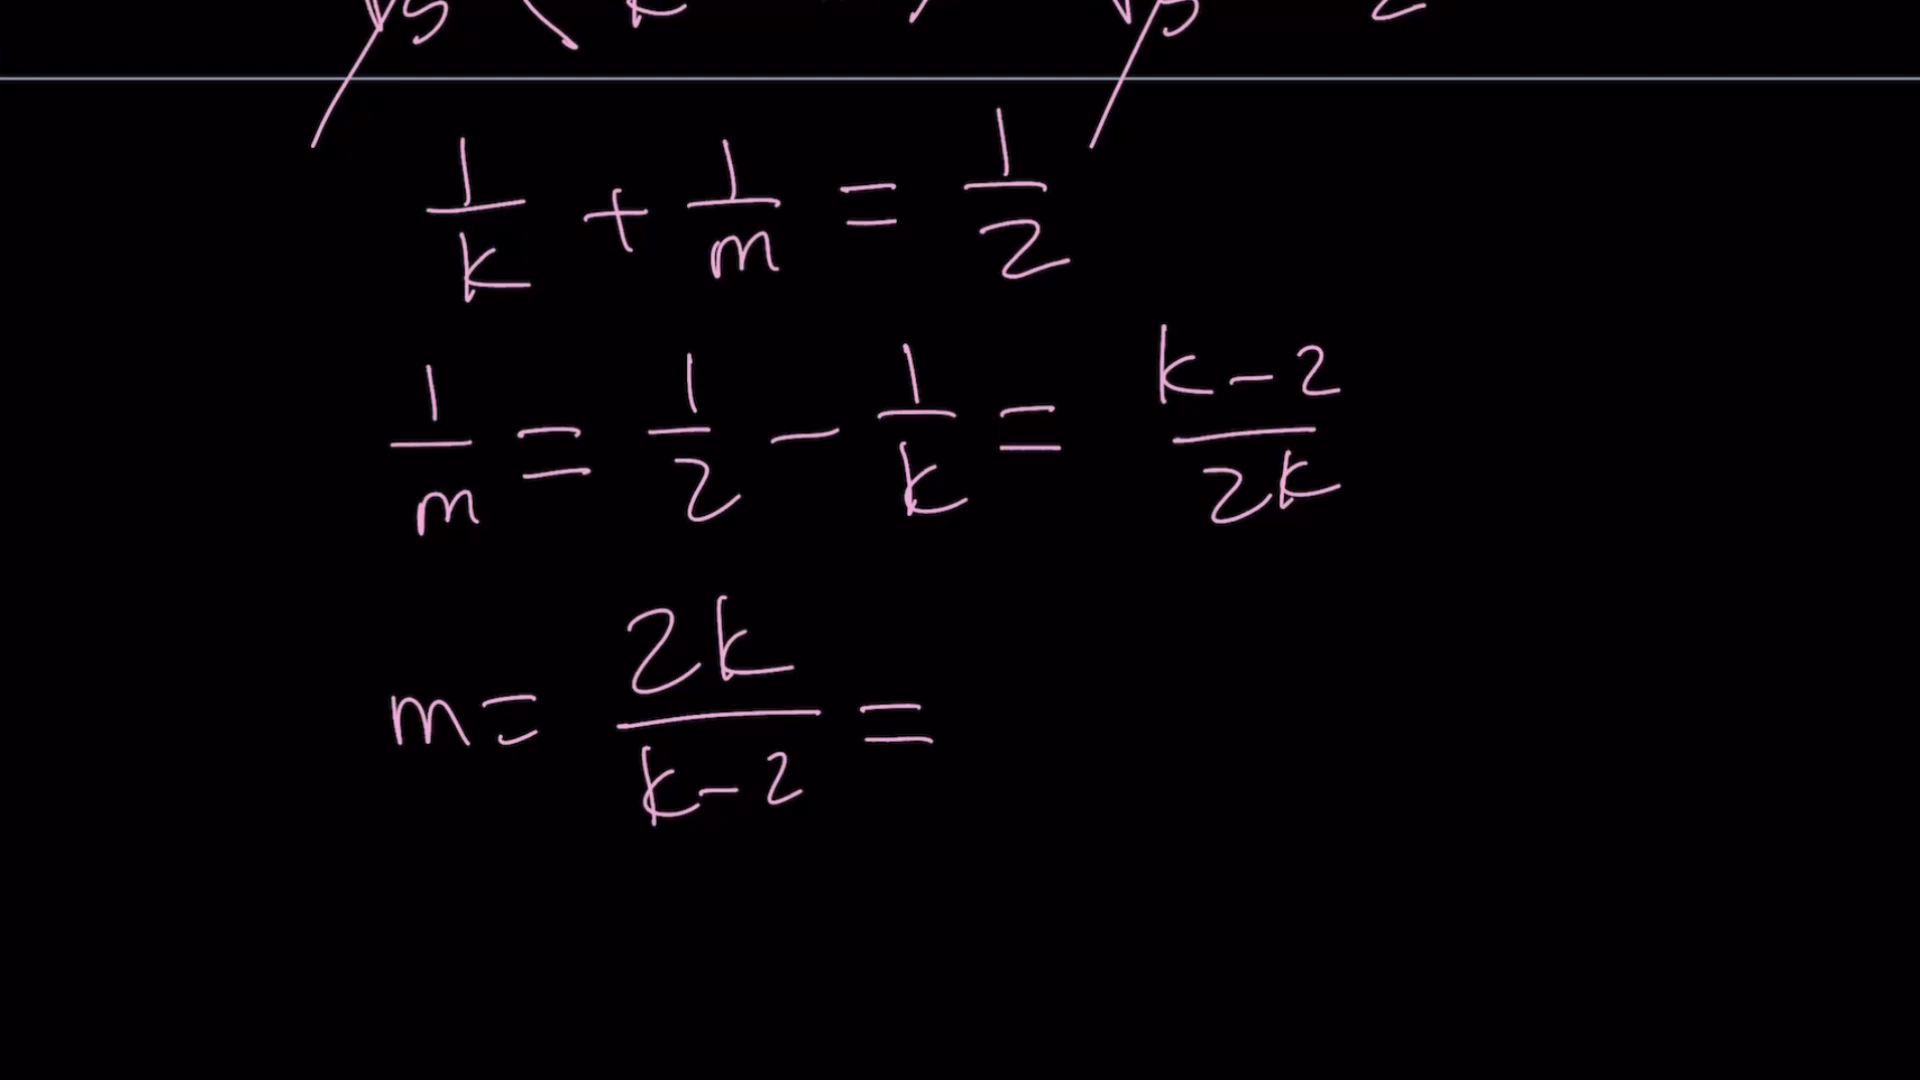 1/k + 1/m = 1/2
1/m = 1/2 - 1/k = k-2/2k
m = 2k/k-2 =